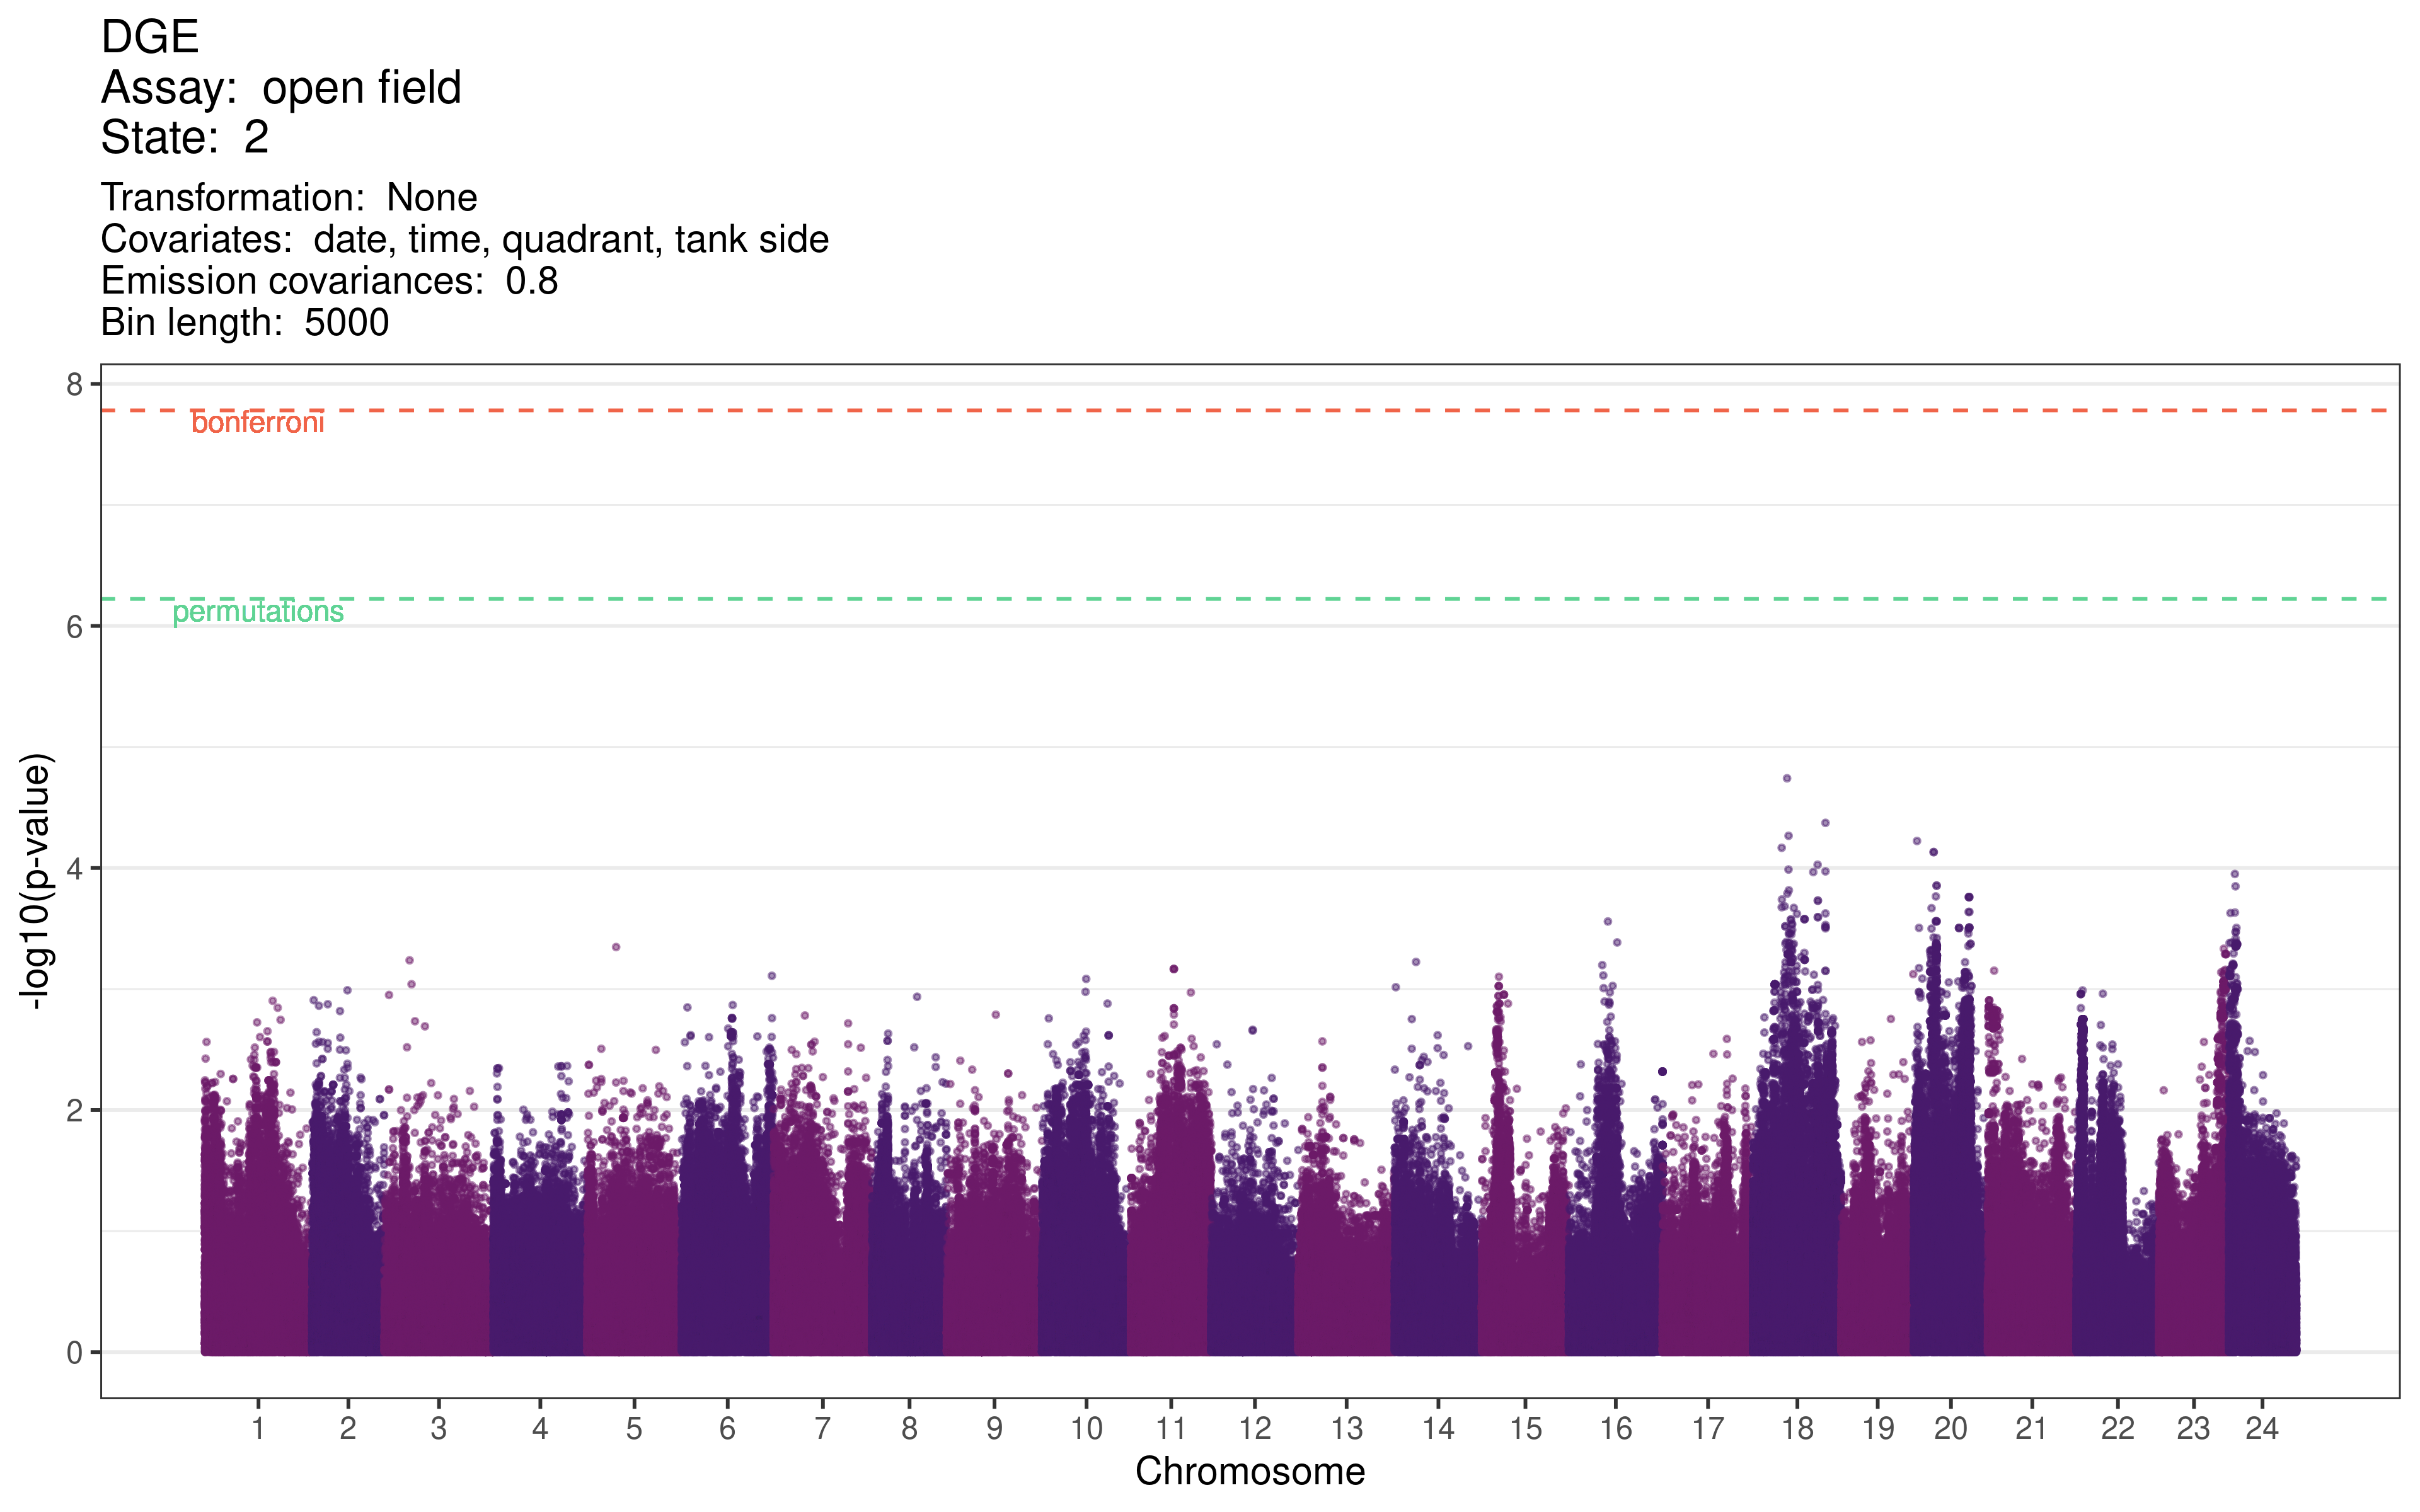 DGE
Assay:  open field
State:  2
Transformation:  None
Covariates:  date, time, quadrant, tank side
Emission covariances:  0.8
Bin length:  5000
8
bonferroni
permutations
6
4
2
0
-log10(p-value)
1 2 3 4 5 6 7 8 9 10 11 12 13 14 15 16 17 18 19 20 21 22 23 24
Chromosome